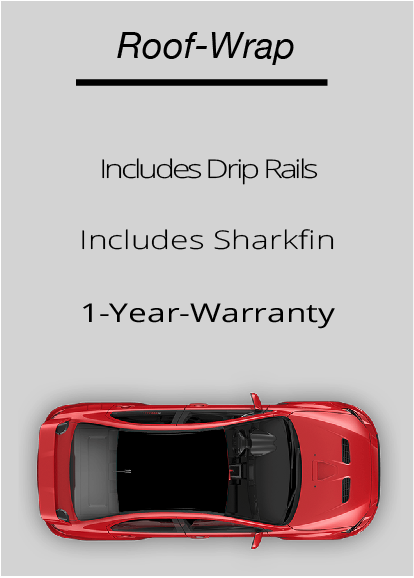 Roof-Wrap
Includes Drip Rails
Includes Sharkfin
1-Year-Warranty